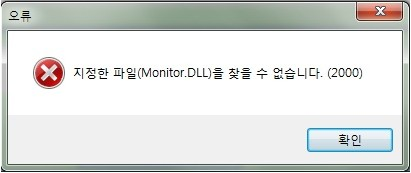 오류
지정한 파일(Monitor.DLL)을 찾을 수 없습니다. (2000)
확인